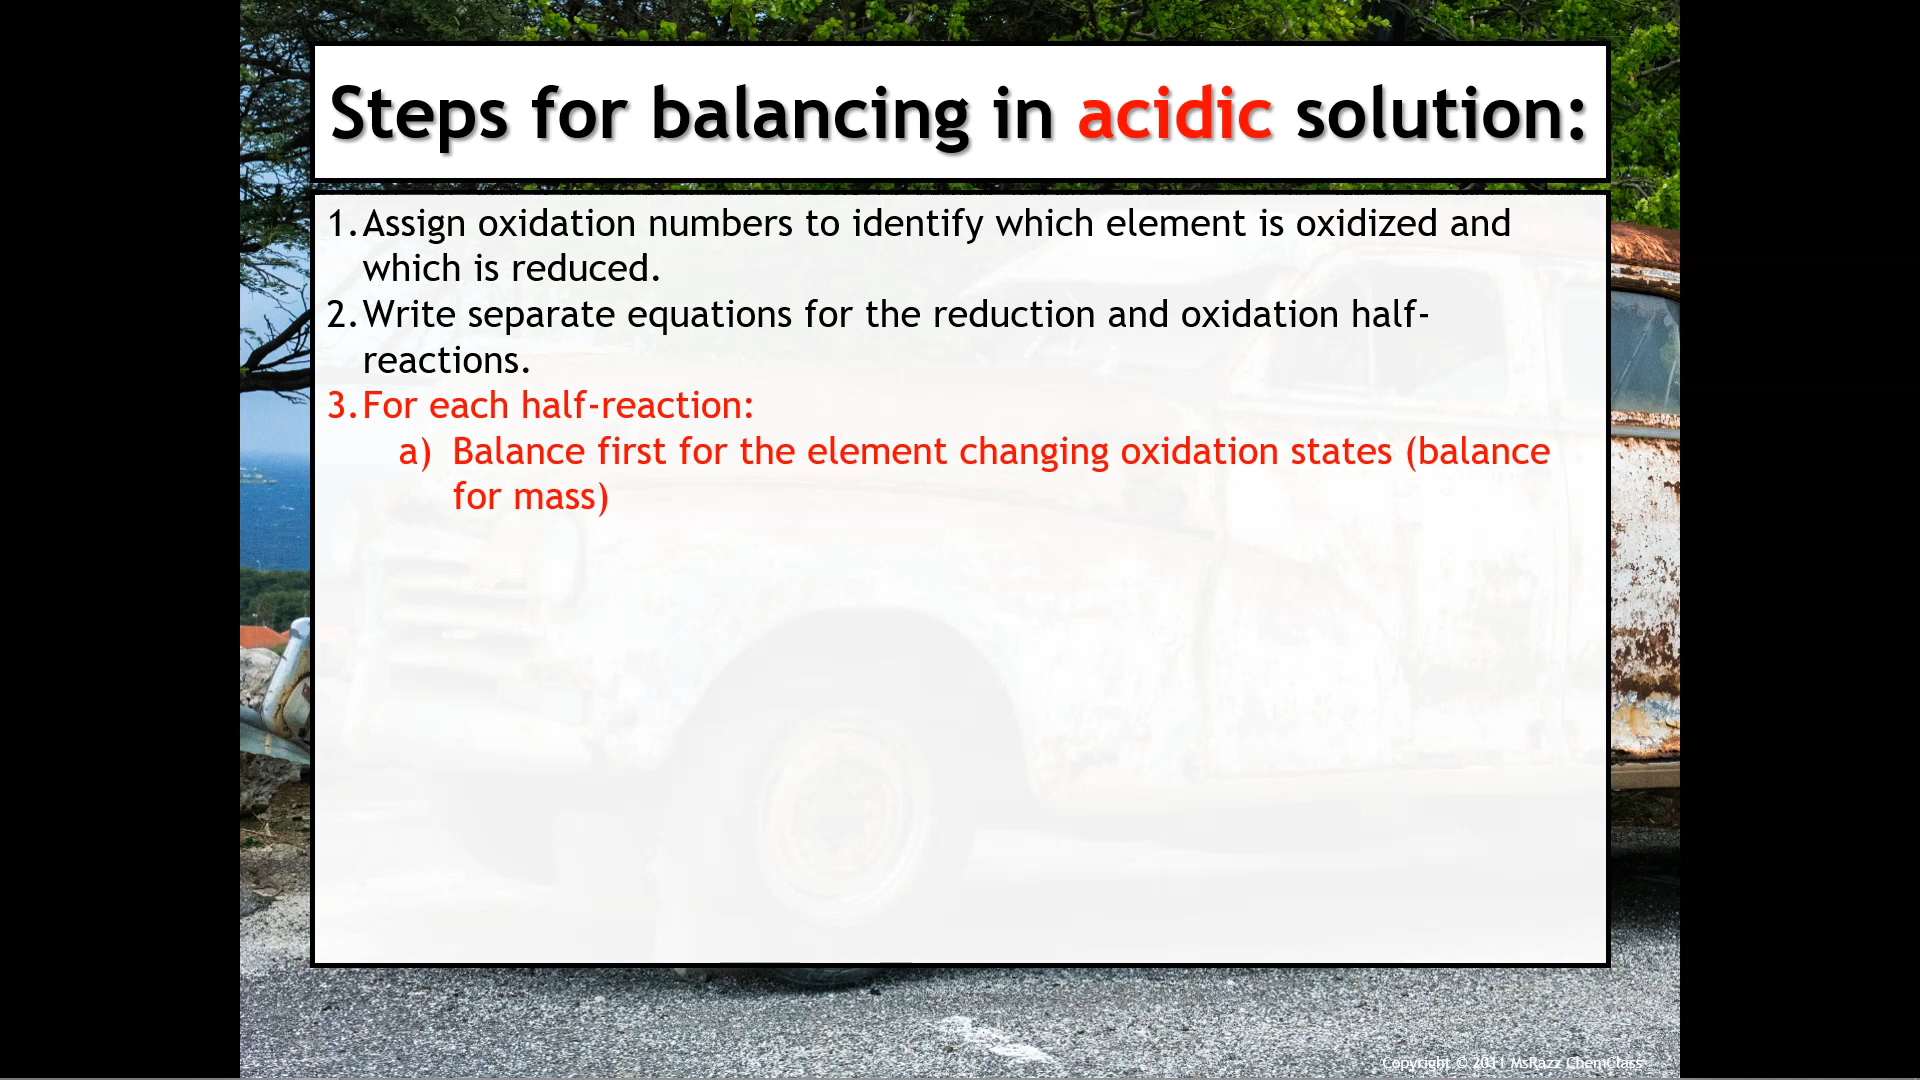 Steps for balancing in acidic solution:
1. Assign oxidation numbers to identify which element is oxidized and
which is reduced.
2. Write separate equations for the reduction and oxidation half-
reactions.
3. For each half-reaction:
a) Balance first for the element changing oxidation states (balance
for mass)
Copyright © 2011 MsRazz ChemClass